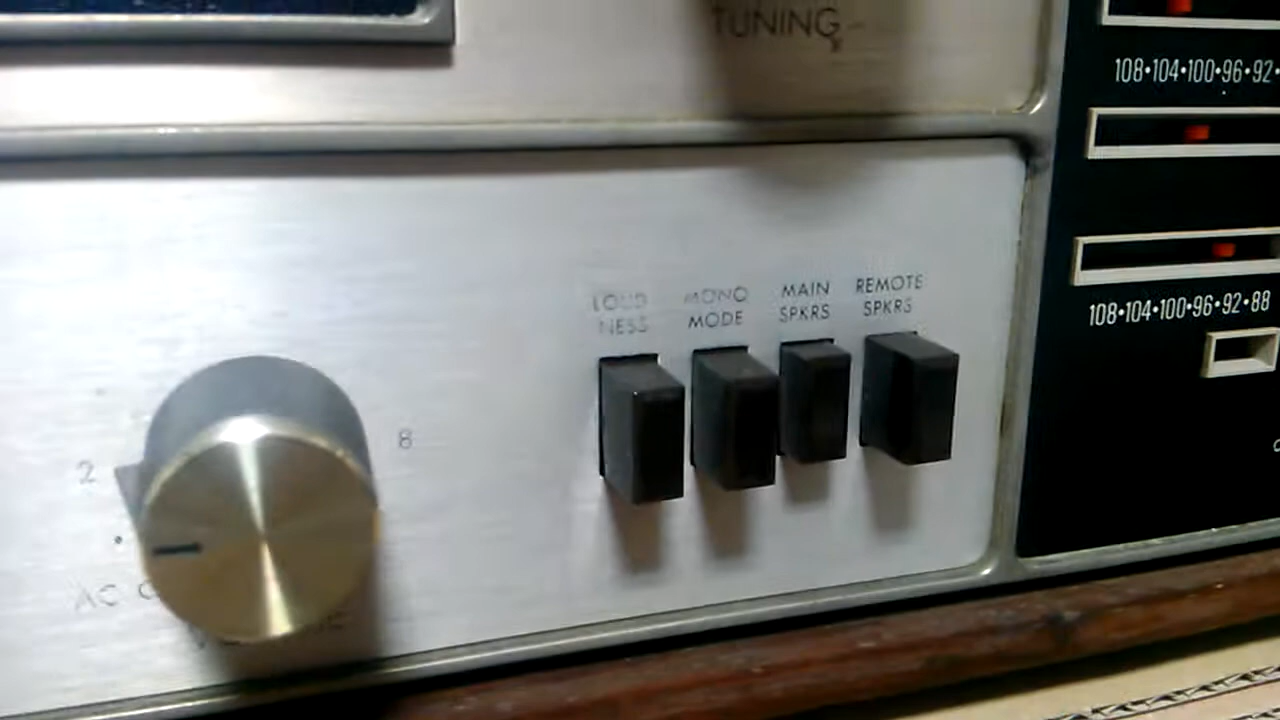 TUNING
108•104•100•96•92•
108•104•100•96•92•88
LOUD
NESS
MONO
MODE
MAIN
SPKRS
REMOTE
SPKRS
8
2
AC